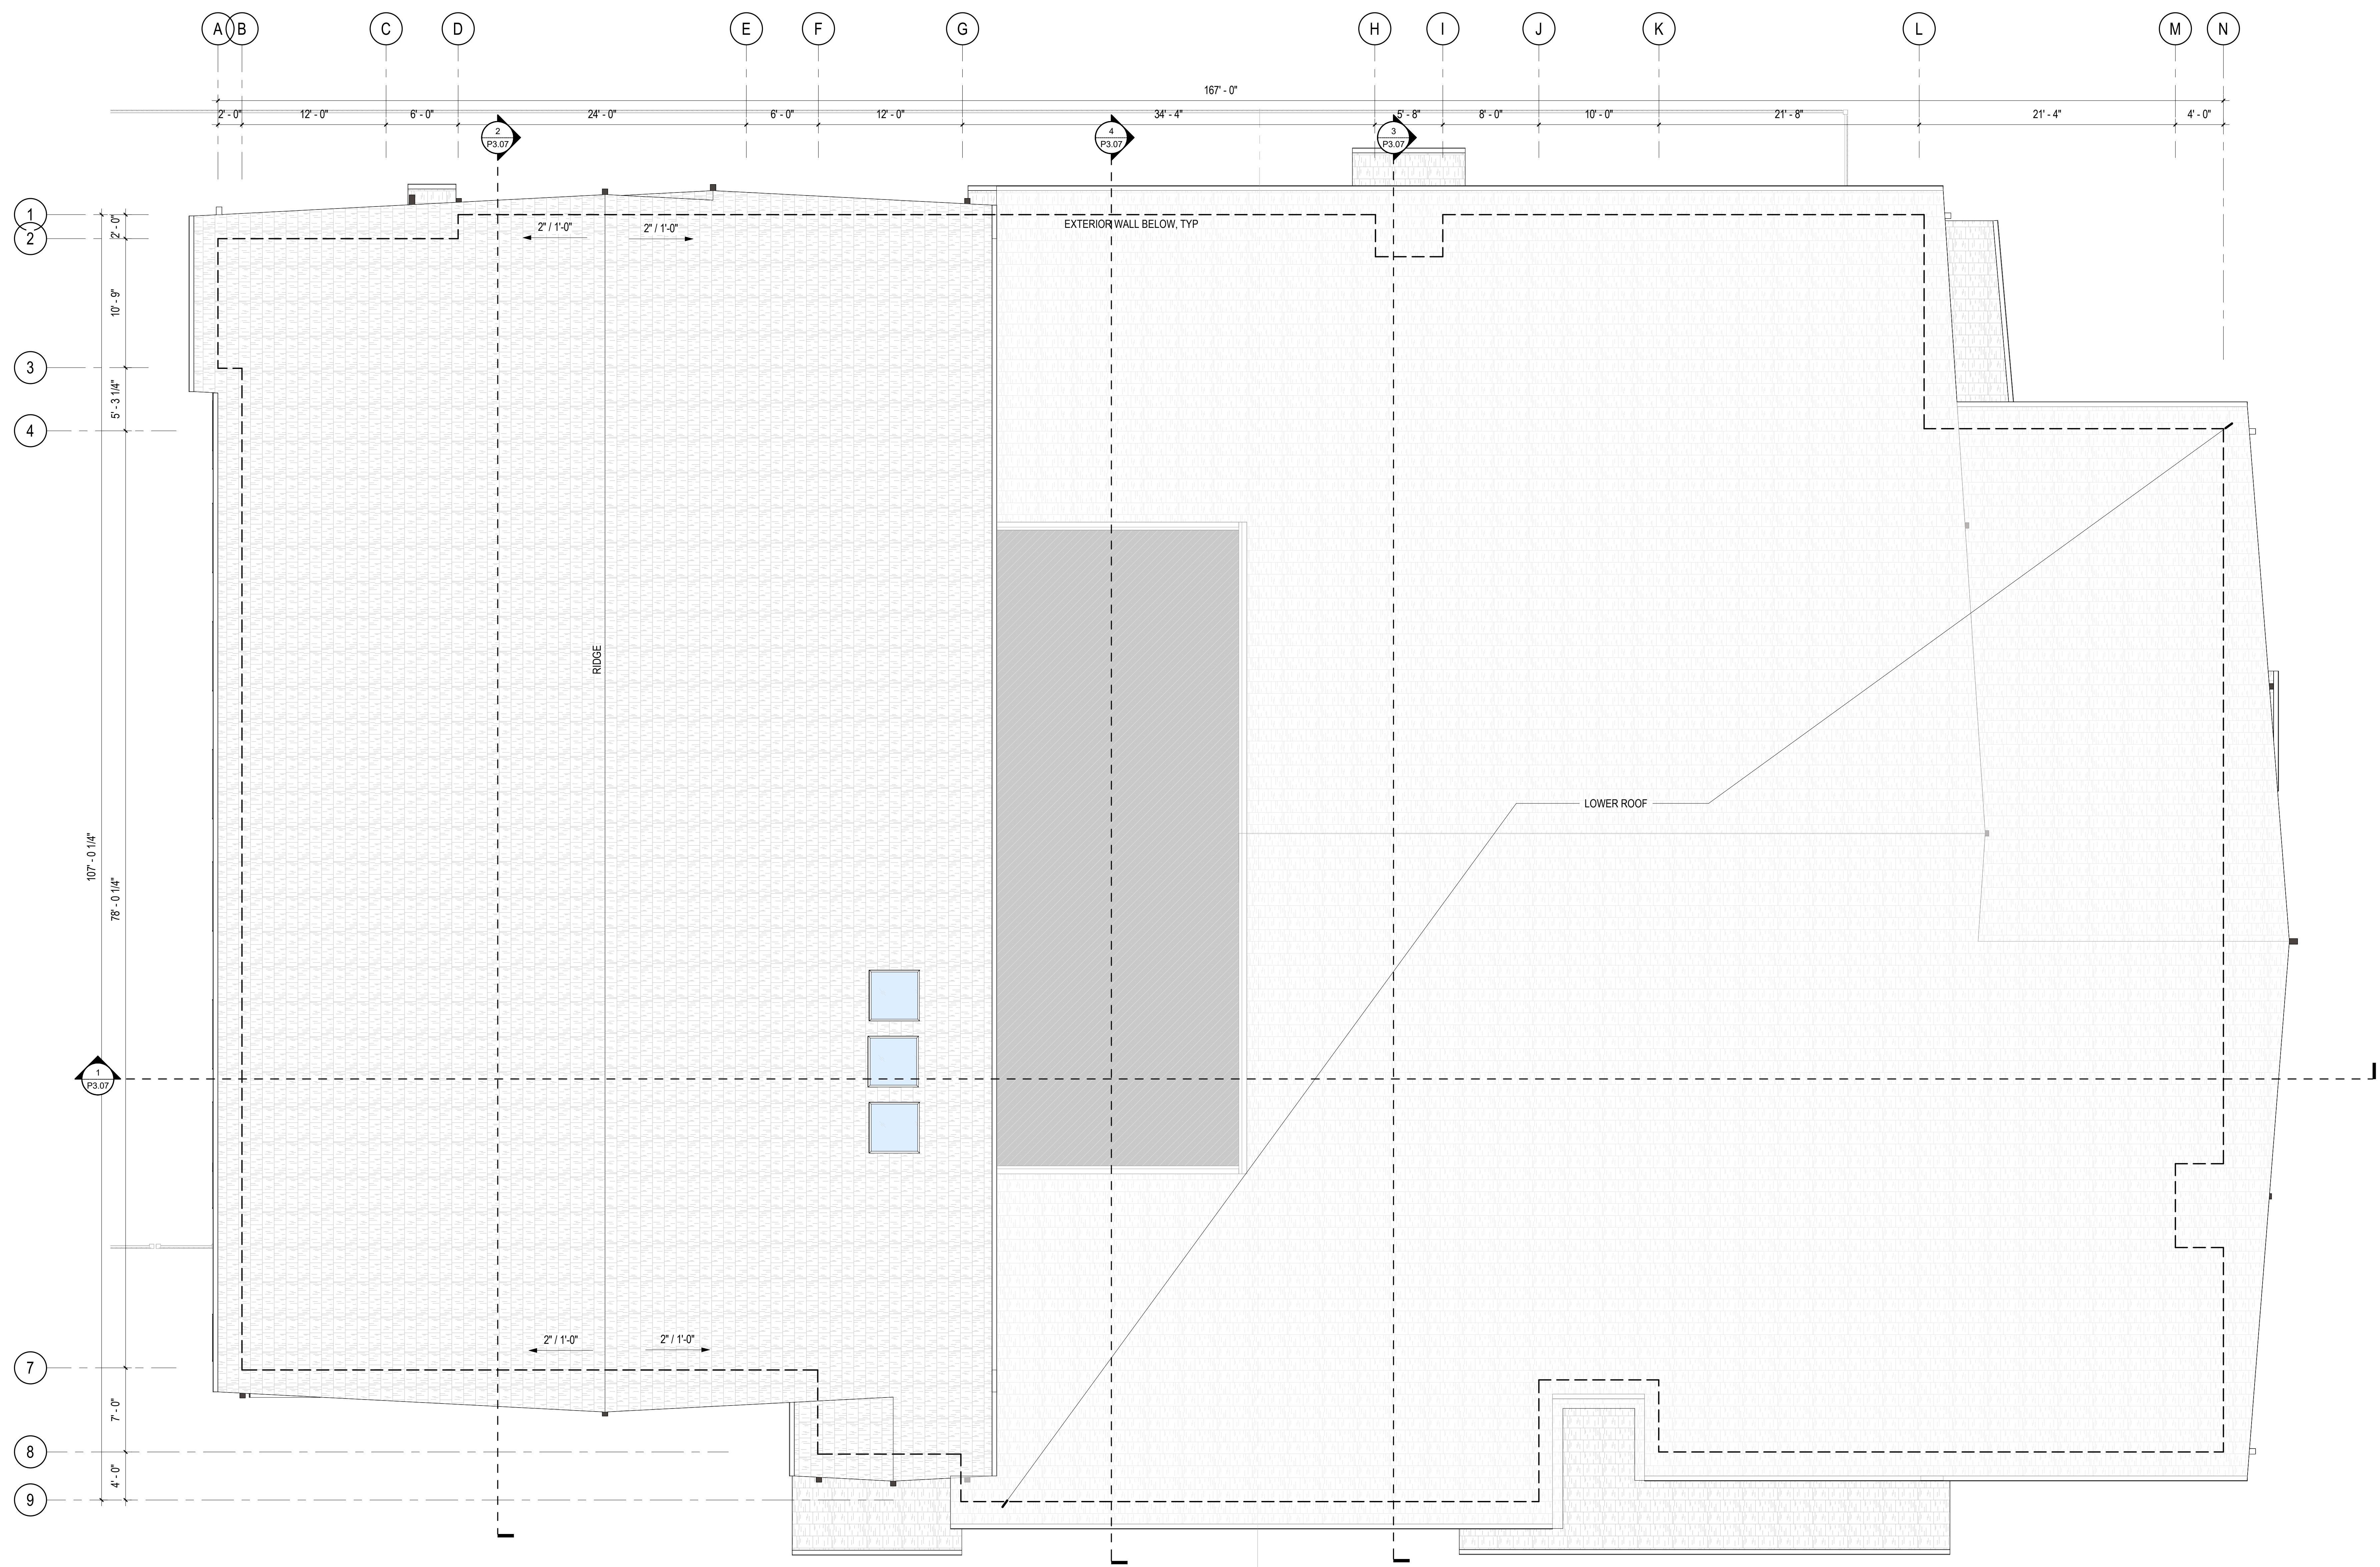 A B C D E F G H I J K L M N
167' - 0"
2' - 0" 12' - 0" 6' - 0" 24' - 0" 6' - 0" 12' - 0" 34' - 4" 5' - 8" 8' - 0" 10' - 0" 21' - 8" 21' - 4" 4' - 0"
2
P3.07
4
P3.07
3
P3.07
1
2
3
4
2' - 0"
10' - 9"
5' - 3 1/4"
2" / 1'-0"
2" / 1'-0"
EXTERIOR WALL BELOW, TYP
RIDGE
LOWER ROOF
107' - 0 1/4"
78' - 0 1/4"
1
P3.07
2" / 1'-0"
2" / 1'-0"
7
7' - 0"
8
4' - 0"
9